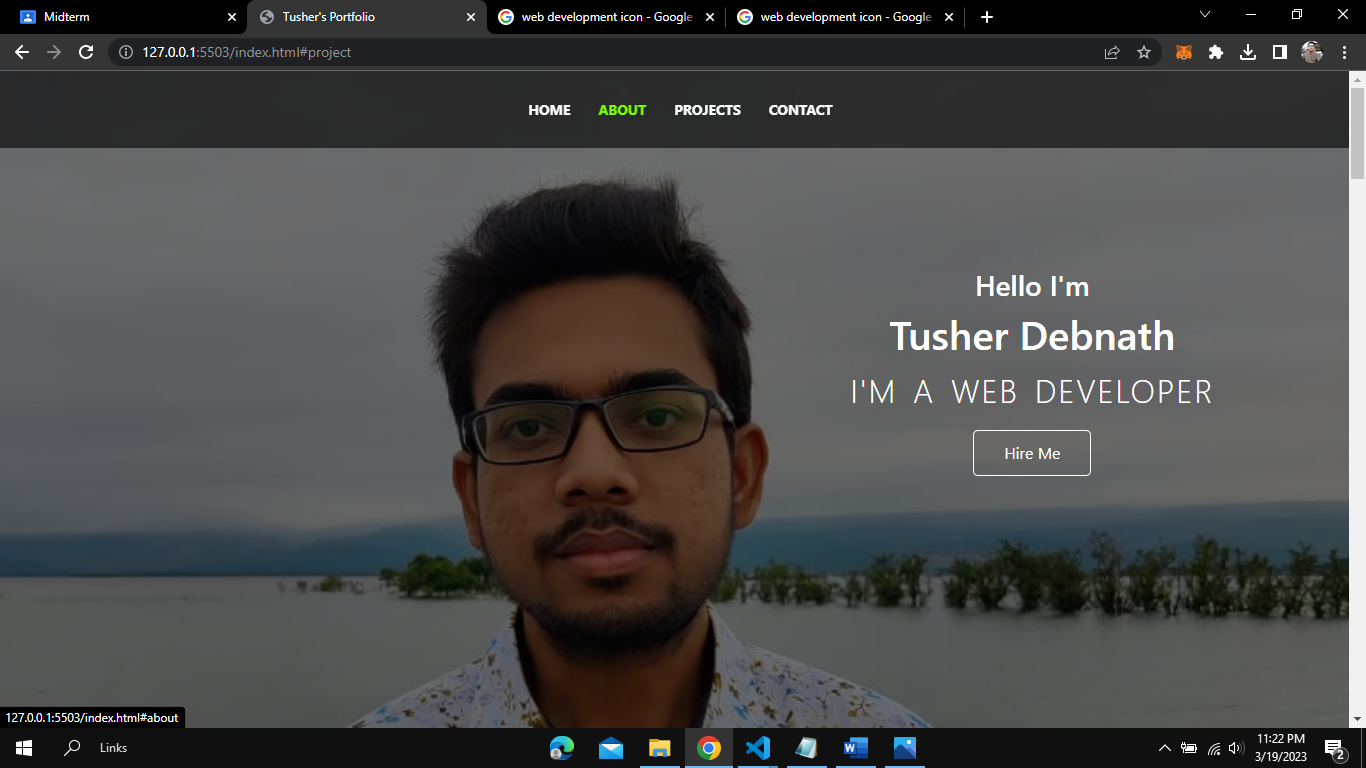 Midterm
Tusher's Portfolio
web development icon - Google
web development icon - Google
127.0.0.1:5503/index.html#project
HOME ABOUT PROJECTS CONTACT
Hello I'm
Tusher Debnath
I'M A WEB DEVELOPER
Hire Me
127.0.0.1:5503/index.html#about
Links
11:22 PM
3/19/2023
2